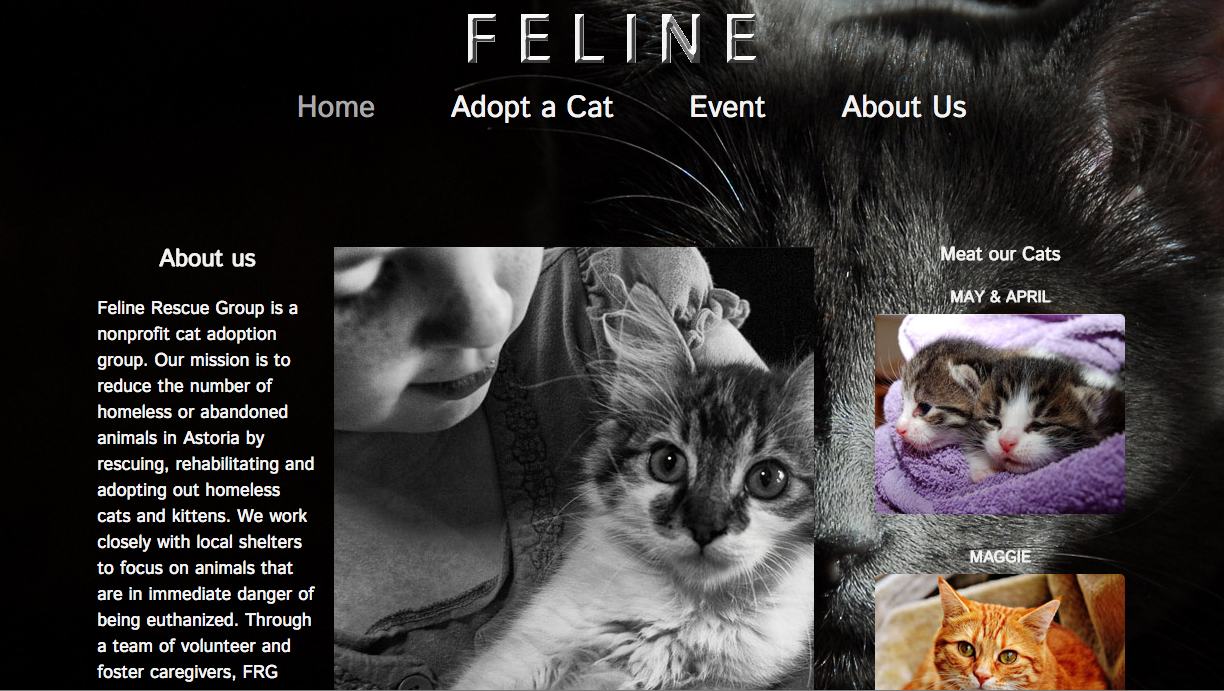 FELINE
Home Adopt a Cat Event About Us
About us
Feline Rescue Group is a
nonprofit cat adoption
group. Our mission is to
reduce the number of
homeless or abandoned
animals in Astoria by
rescuing, rehabilitating and
adopting out homeless
cats and kittens. We work
closely with local shelters
to focus on animals that
are in immediate danger of
being euthanized. Through
a team of volunteer and
foster caregivers, FRG
Meat our Cats
MAY & APRIL
MAGGIE